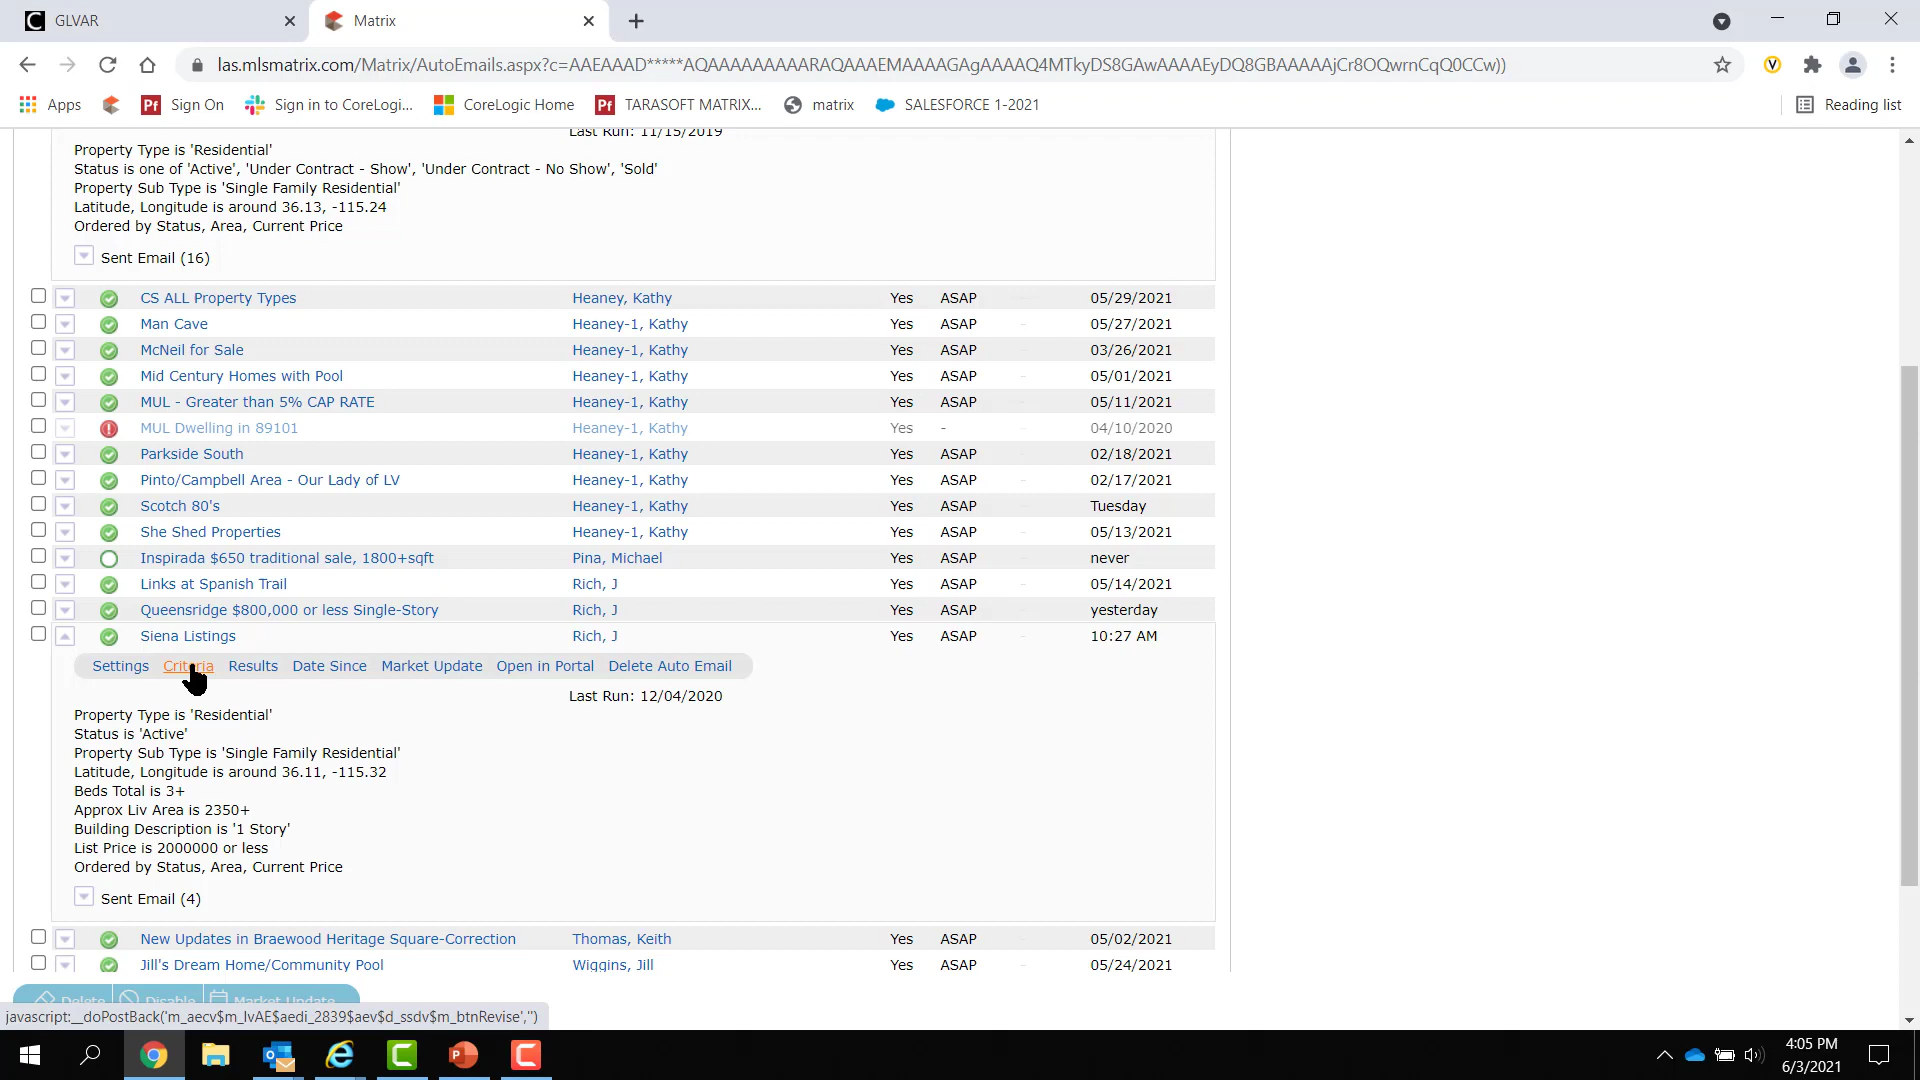 GLVAR
Matrix
las.mlsmatrix.com/Matrix/AutoEmails.aspx?c=AAEAAAD*****AQAAAAAAAAARAQAAAEMAAAAGAgAAAAQ4MTkyDS8GAwAAAAEyDQ8GBAAAAAjCr8OQwrnCqQ0CCw))
Apps
Pf Sign On
Sign in to CoreLogi...
CoreLogic Home
Pf TARASOFT MATRIX...
matrix
SALESFORCE 1-2021
Reading list
Last Run: 11/15/2019
Property Type is 'Residential'
Status is one of 'Active', 'Under Contract - Show', 'Under Contract - No Show', 'Sold'
Property Sub Type is 'Single Family Residential'
Latitude, Longitude is around 36.13, -115.24
Ordered by Status, Area, Current Price
Sent Email (16)
CS ALL Property Types Heaney, Kathy Yes ASAP - 05/29/2021
Man Cave Heaney-1, Kathy Yes ASAP - 05/27/2021
McNeil for Sale Heaney-1, Kathy Yes ASAP - 03/26/2021
Mid Century Homes with Pool Heaney-1, Kathy Yes ASAP - 05/01/2021
MUL - Greater than 5% CAP RATE Heaney-1, Kathy Yes ASAP - 05/11/2021
MUL Dwelling in 89101 Heaney-1, Kathy Yes - - 04/10/2020
Parkside South Heaney-1, Kathy Yes ASAP - 02/18/2021
Pinto/Campbell Area - Our Lady of LV Heaney-1, Kathy Yes ASAP - 02/17/2021
Scotch 80's Heaney-1, Kathy Yes ASAP - Tuesday
She Shed Properties Heaney-1, Kathy Yes ASAP - 05/13/2021
Inspirada $650 traditional sale, 1800+sqft Pina, Michael Yes ASAP - never
Links at Spanish Trail Rich, J Yes ASAP - 05/14/2021
Queensridge $800,000 or less Single-Story Rich, J Yes ASAP - yesterday
Siena Listings Rich, J Yes ASAP - 10:27 AM
Settings Criteria Results Date Since Market Update Open in Portal Delete Auto Email
Last Run: 12/04/2020
Property Type is 'Residential'
Status is 'Active'
Property Sub Type is 'Single Family Residential'
Latitude, Longitude is around 36.11, -115.32
Beds Total is 3+
Approx Liv Area is 2350+
Building Description is '1 Story'
List Price is 2000000 or less
Ordered by Status, Area, Current Price
Sent Email (4)
New Updates in Braewood Heritage Square-Correction Thomas, Keith Yes ASAP - 05/02/2021
Jill's Dream Home/Community Pool Wiggins, Jill Yes ASAP - 05/24/2021
Delete Disable Market Update
javascript:__doPostBack('m_aecv$m_lvAE$aedi_2839$aev$d_ssdv$m_btnRevise','')
4:05 PM
6/3/2021